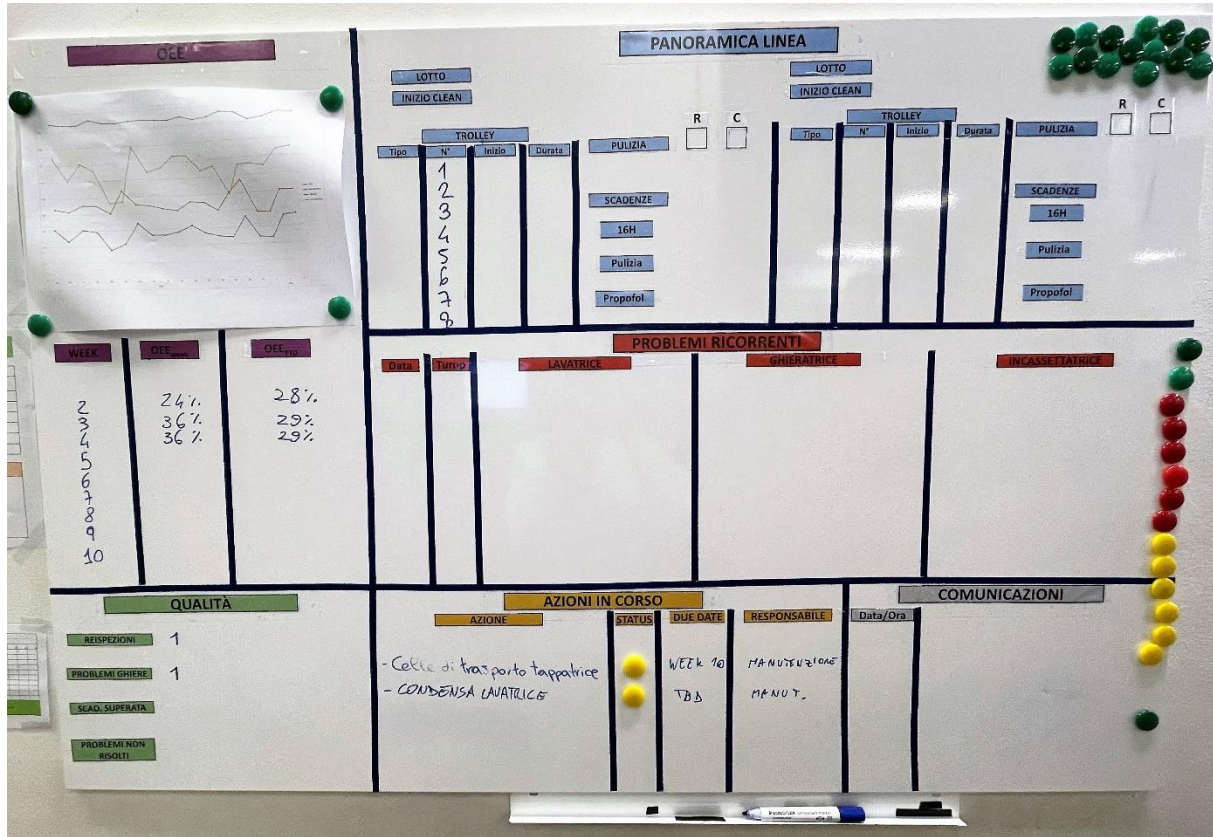 OEE
WEEK OEE WEEK OEE YTD
2 24% 28%
3 36% 29%
4 36% 29%
5
6
7
8
9
10
PANORAMICA LINEA
LOTTO
INIZIO CLEAN
TROLLEY
Tipo N° Inizio Durata
1
2
3
4
5
6
7
8
PULIZIA
R C
SCADENZE
16H
Pulizia
Propofol
LOTTO
INIZIO CLEAN
TROLLEY
Tipo N° Inizio Durata
PULIZIA
R C
SCADENZE
16H
Pulizia
Propofol
PROBLEMI RICORRENTI
Data Turno LAVATRICE GHIERATRICE INCASSETTATRICE
QUALITÀ
REISPEZIONI 1
PROBLEMI GHIERE 1
SCAD. SUPERATA
PROBLEMI NON
RISOLTI
AZIONI IN CORSO
AZIONE STATUS DUE DATE RESPONSABILE
- Celle di trasporto tappatrice WEEK 10 MANUTENZIONE
- CONDENSA LAVATRICE TBD MANUT.
COMUNICAZIONI
Data/Ora